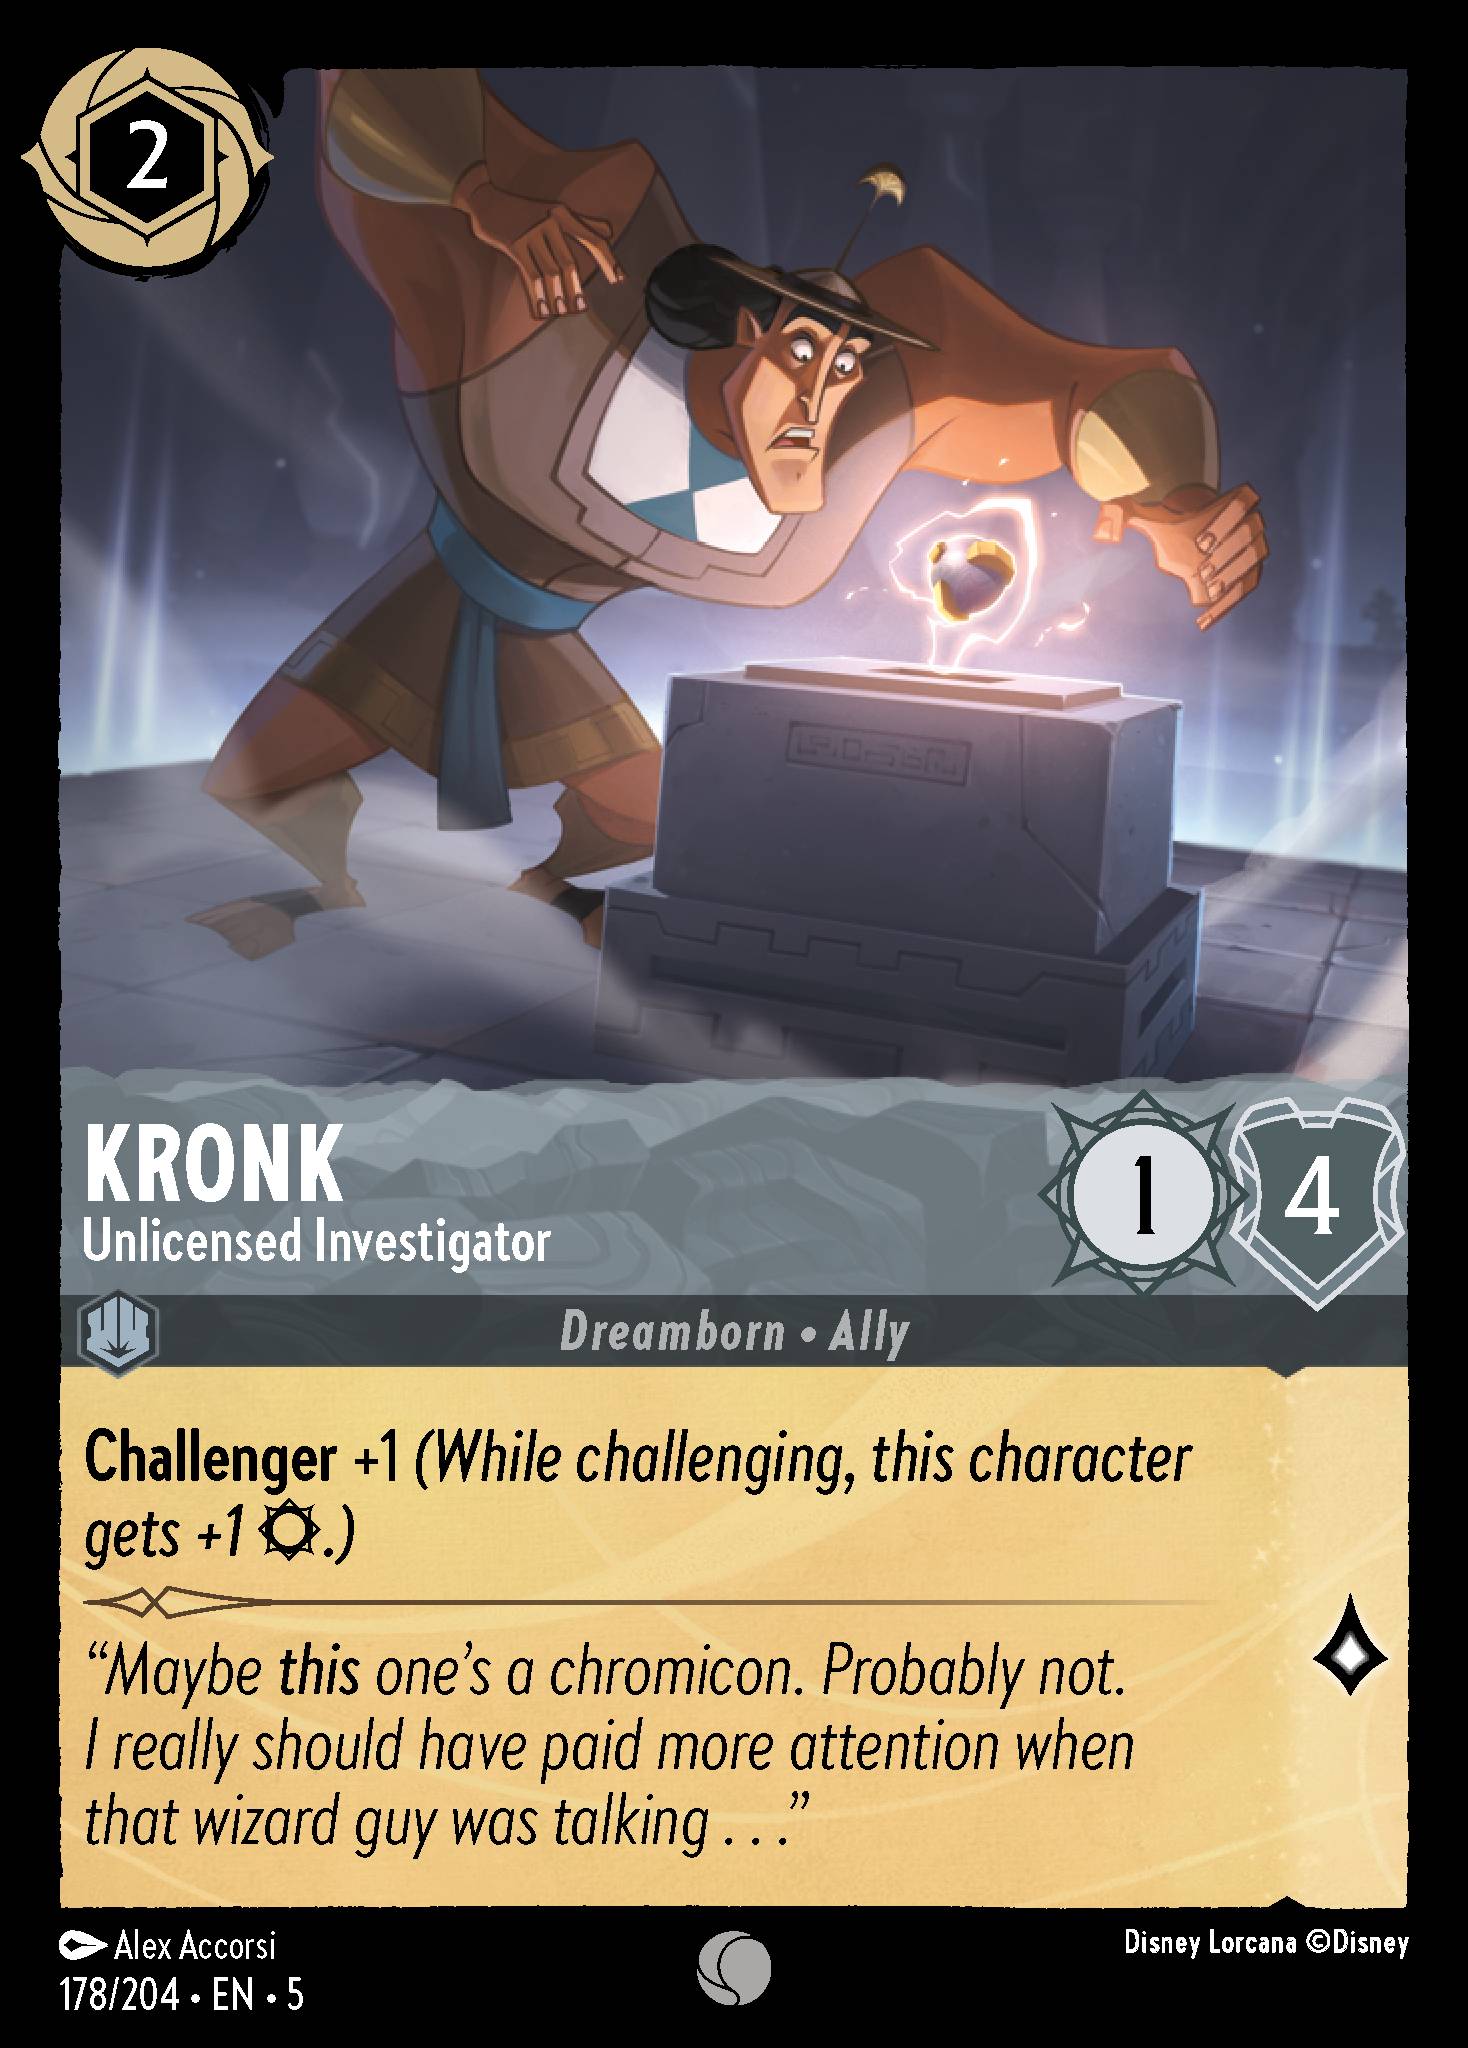 2
KRONK
Unlicensed Investigator
1
4
Dreamborn • Ally
Challenger +1 (While challenging, this character
gets +1 .)
“Maybe this one’s a chromicon. Probably not.
I really should have paid more attention when
that wizard guy was talking . . .”
Alex Accorsi
178/204 • EN • 5
Disney Lorcana ©Disney